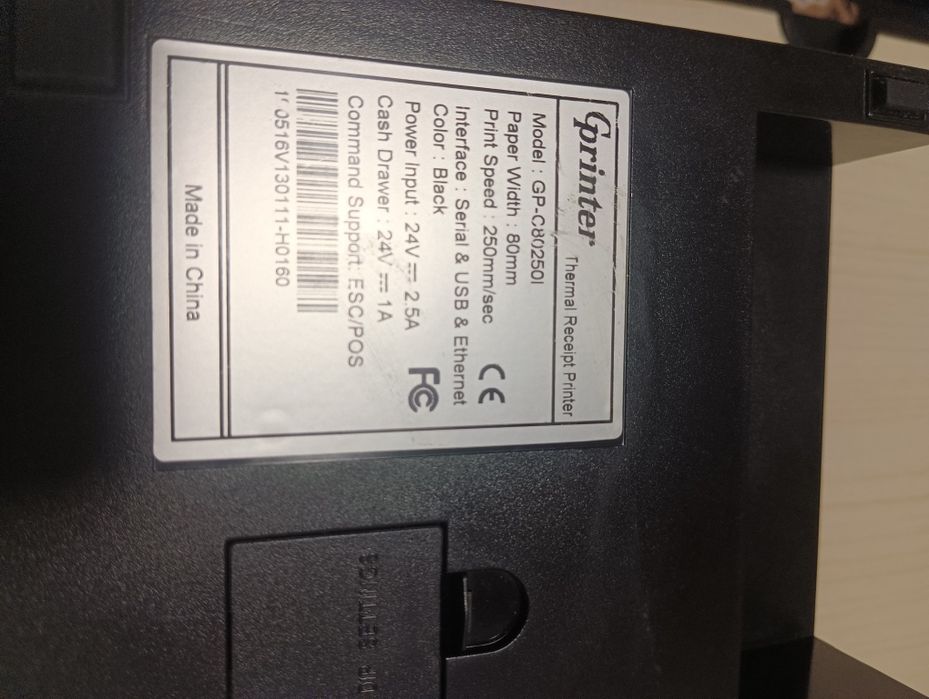 Gprinter Thermal Receipt Printer
Model : GP-C80250I
Paper Width : 80mm
Print Speed : 250mm/sec
Interface : Serial & USB & Ethernet
Color : Black
Power Input : 24V ⎓ 2.5A
Cash Drawer : 24V ⎓ 1A
Command Support: ESC/POS
CE
FC
0516V130111-H0160
Made in China